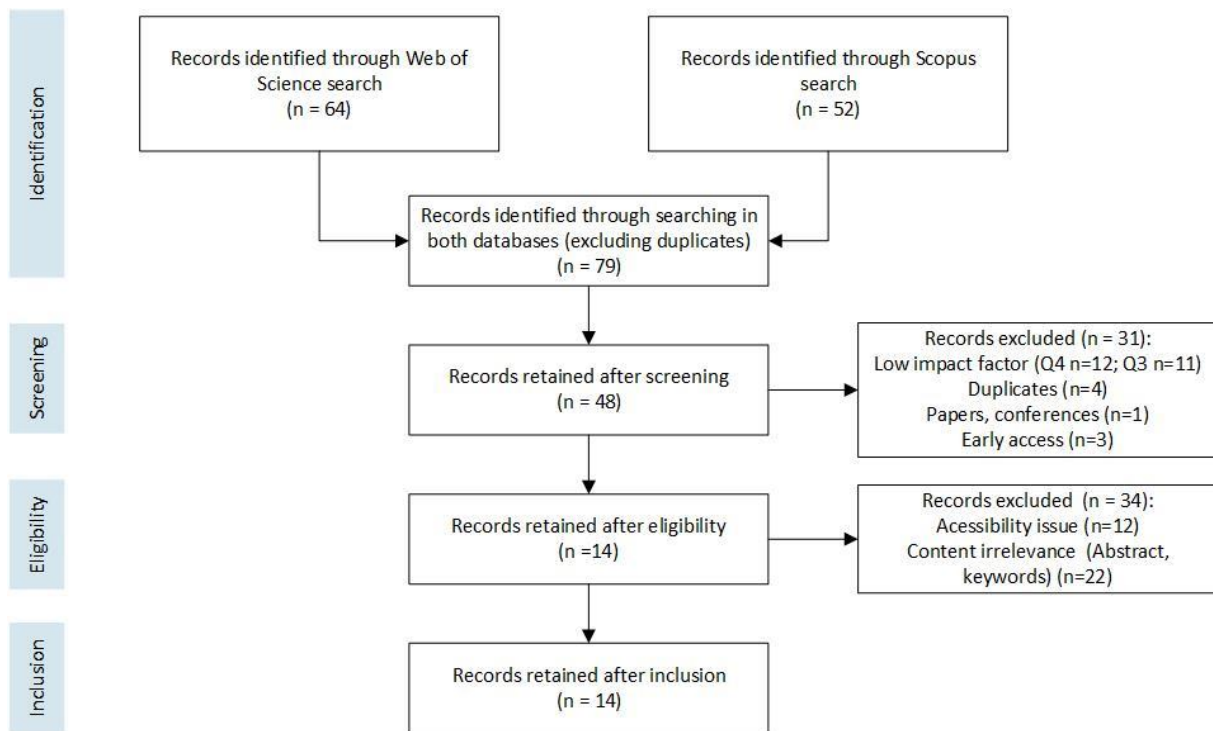 Identification
Records identified through Web of
Science search
(n = 64)
Records identified through Scopus
search
(n = 52)
Records identified through searching in
both databases (excluding duplicates)
(n = 79)
Screening
Records retained after screening
(n = 48)
Records excluded (n = 31):
Low impact factor (Q4 n=12; Q3 n=11)
Duplicates (n=4)
Papers, conferences (n=1)
Early access (n=3)
Eligibility
Records retained after eligibility
(n =14)
Records excluded  (n = 34):
Acessibility issue (n=12)
Content irrelevance  (Abstract,
keywords) (n=22)
Inclusion
Records retained after inclusion
(n = 14)